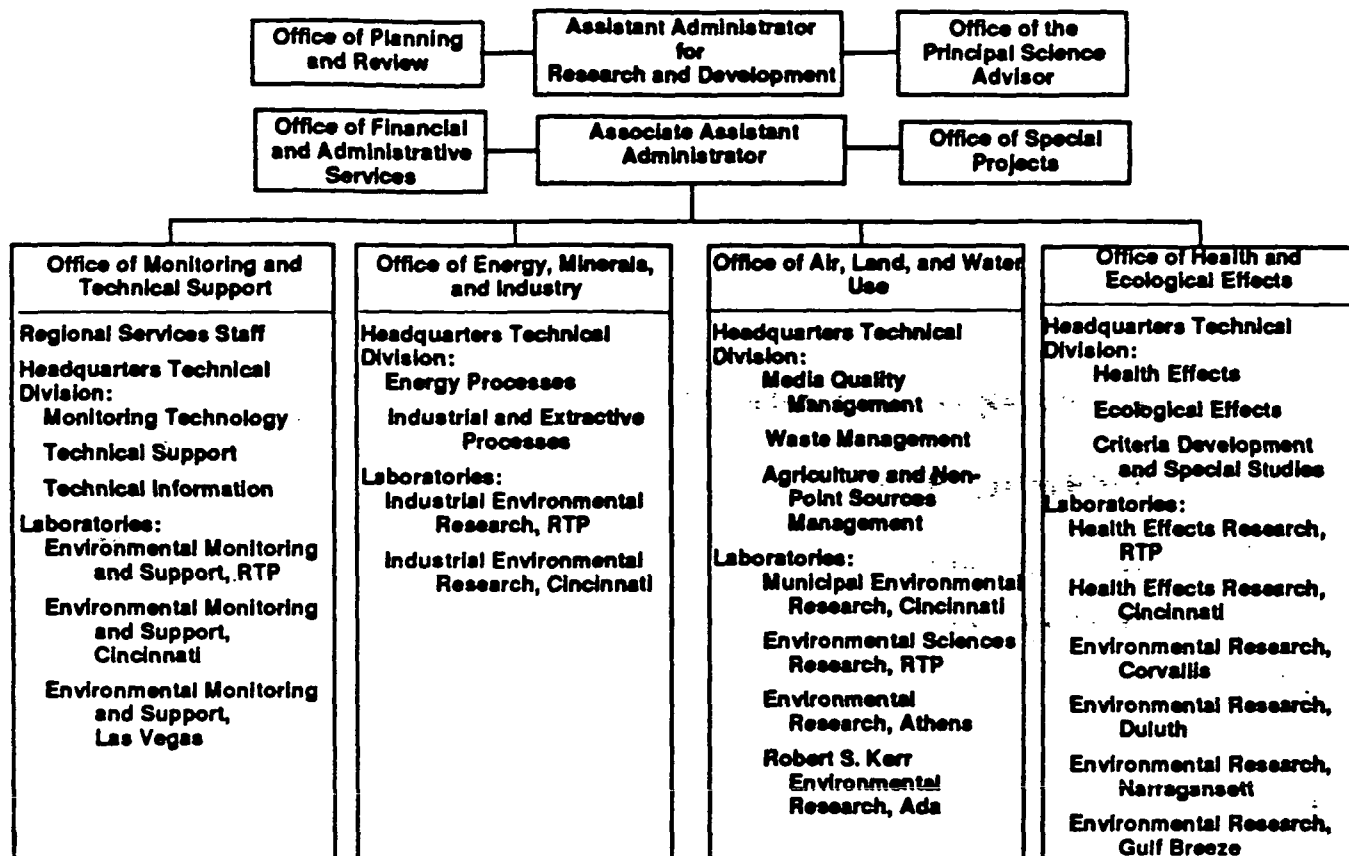 Office of Planning
and Review
Assistant Administrator
for
Research and Development
Office of the
Principal Science
Advisor
Office of Financial
and Administrative
Services
Associate Assistant
Administrator
Office of Special
Projects
Office of Monitoring and
Technical Support
Regional Services Staff
Headquarters Technical
Division:
Monitoring Technology
Technical Support
Technical Information
Laboratories:
Environmental Monitoring
and Support, RTP
Environmental Monitoring
and Support,
Cincinnati
Environmental Monitoring
and Support,
Las Vegas
Office of Energy, Minerals,
and Industry
Headquarters Technical
Division:
Energy Processes
Industrial and Extractive
Processes
Laboratories:
Industrial Environmental
Research, RTP
Industrial Environmental
Research, Cincinnati
Office of Air, Land, and Water
Use
Headquarters Technical
Division:
Media Quality
Management
Waste Management
Agriculture and Non-
Point Sources
Management
Laboratories:
Municipal Environmental
Research, Cincinnati
Environmental Sciences
Research, RTP
Environmental
Research, Athens
Robert S. Kerr
Environmental
Research, Ada
Office of Health and
Ecological Effects
Headquarters Technical
Division:
Health Effects
Ecological Effects
Criteria Development
and Special Studies
Laboratories:
Health Effects Research,
RTP
Health Effects Research,
Cincinnati
Environmental Research,
Corvallis
Environmental Research,
Duluth
Environmental Research,
Narragansett
Environmental Research,
Gulf Breeze